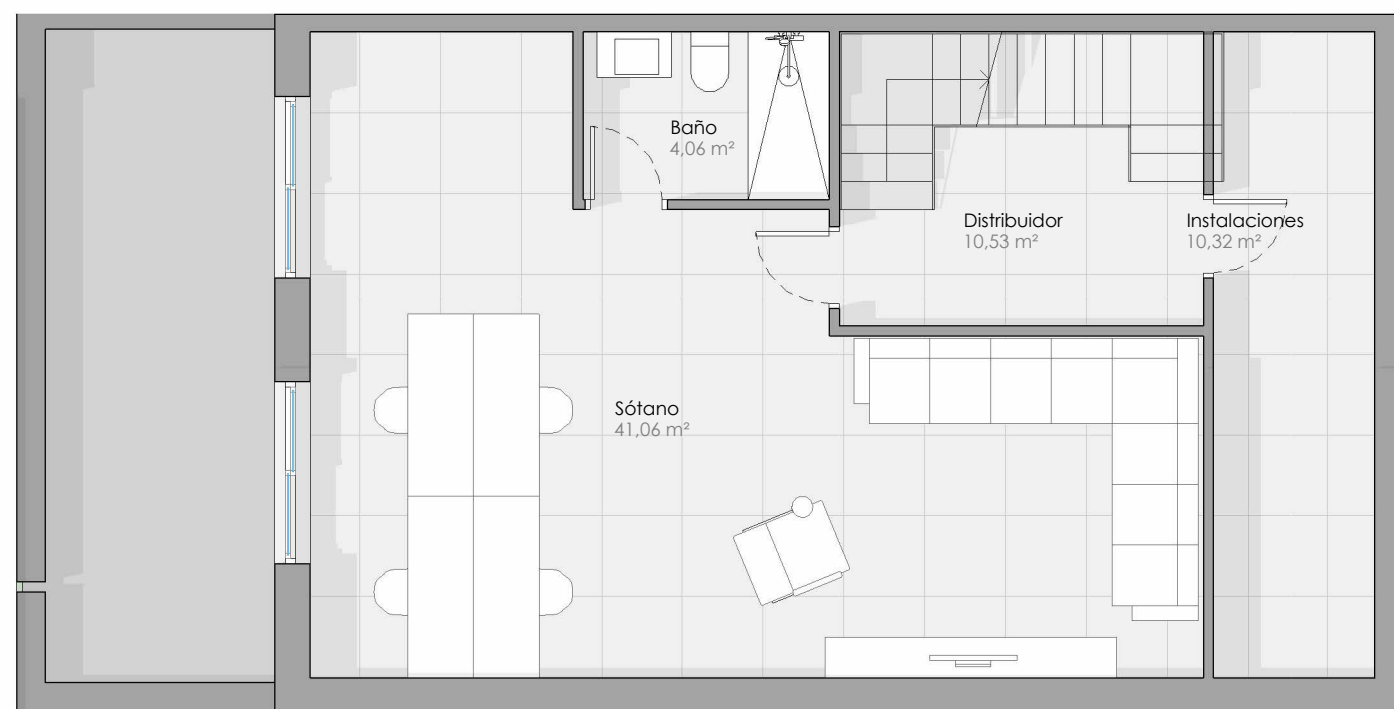 Baño
4,06 m²
Distribuidor
10,53 m²
Instalaciones
10,32 m²
Sótano
41,06 m²